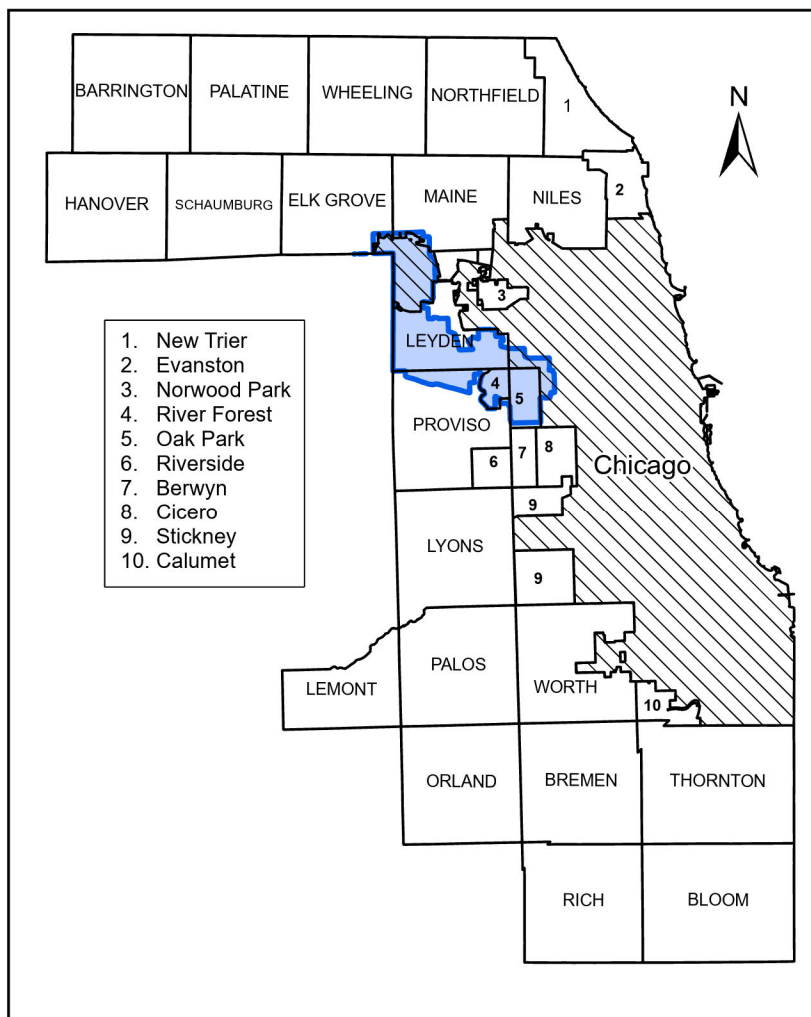 N
BARRINGTON
PALATINE
WHEELING
NORTHFIELD
1
HANOVER
SCHAUMBURG
ELK GROVE
MAINE
NILES
2
3
1. New Trier
2. Evanston
3. Norwood Park
4. River Forest
5. Oak Park
6. Riverside
7. Berwyn
8. Cicero
9. Stickney
10. Calumet
LEYDEN
4
5
PROVISO
6
7
8
Chicago
9
LYONS
9
PALOS
LEMONT
WORTH
10
ORLAND
BREMEN
THORNTON
RICH
BLOOM